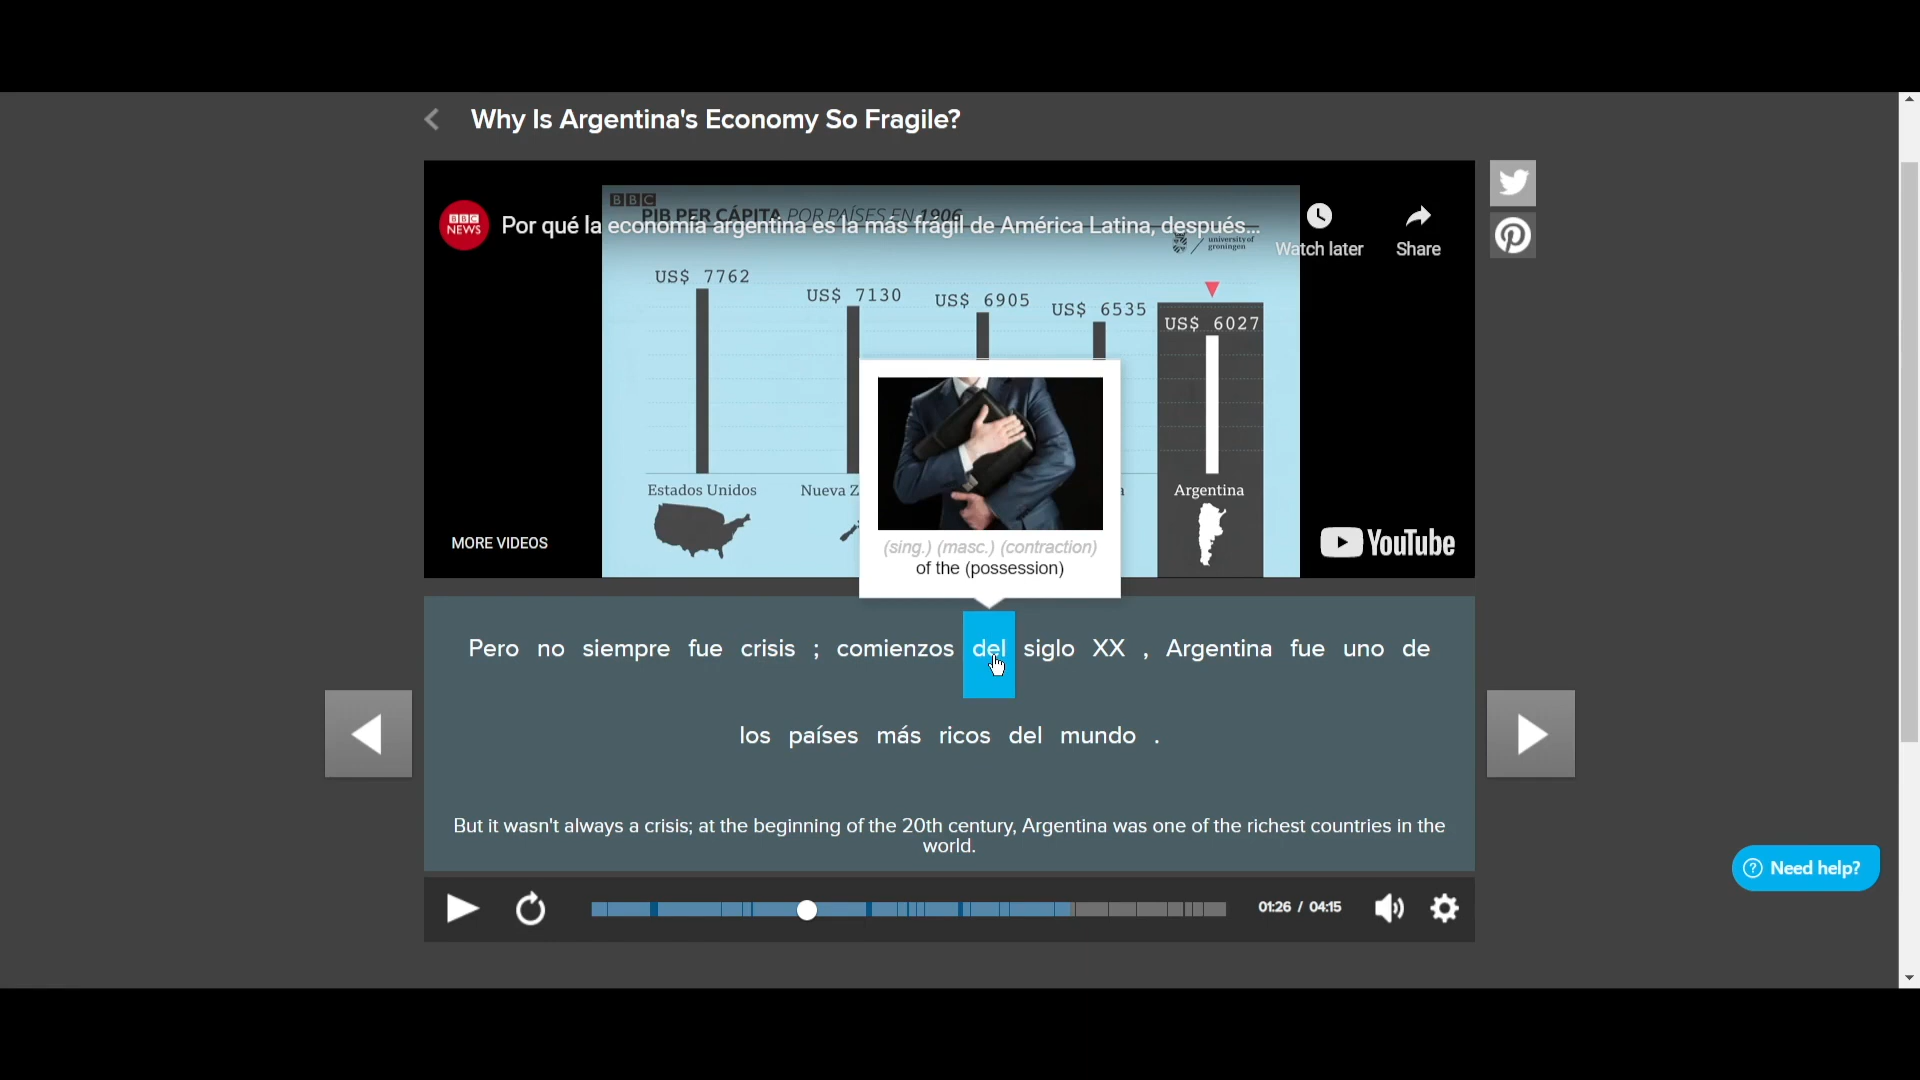 Why Is Argentina's Economy So Fragile?
BBC
PIB PER CÁPITA POR PAÍSES EN 1906
BBC
NEWS
Por qué la economía argentina es la más frágil de América Latina, después...
Watch later
Share
university of
groningen
US$ 7762
US$ 7130
US$ 6905
US$ 6535
US$ 6027
Estados Unidos
Nueva Z
a
Argentina
MORE VIDEOS
YouTube
(sing.) (masc.) (contraction)
of the (possession)
Pero no siempre fue crisis ; comienzos del siglo XX , Argentina fue uno de
los países más ricos del mundo .
But it wasn't always a crisis; at the beginning of the 20th century, Argentina was one of the richest countries in the
world.
? Need help?
01:26 / 04:15